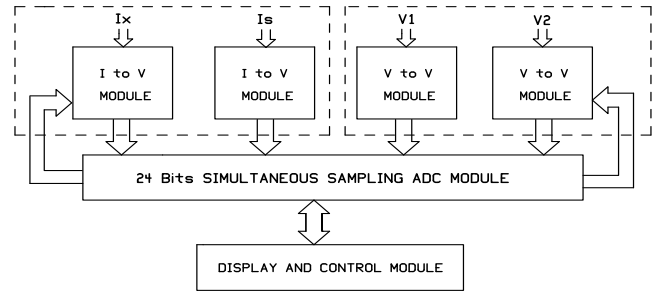 Ix Is V1 V2
I to V I to V V to V V to V
MODULE MODULE MODULE MODULE
24 Bits SIMULTANEOUS SAMPLING ADC MODULE
DISPLAY AND CONTROL MODULE